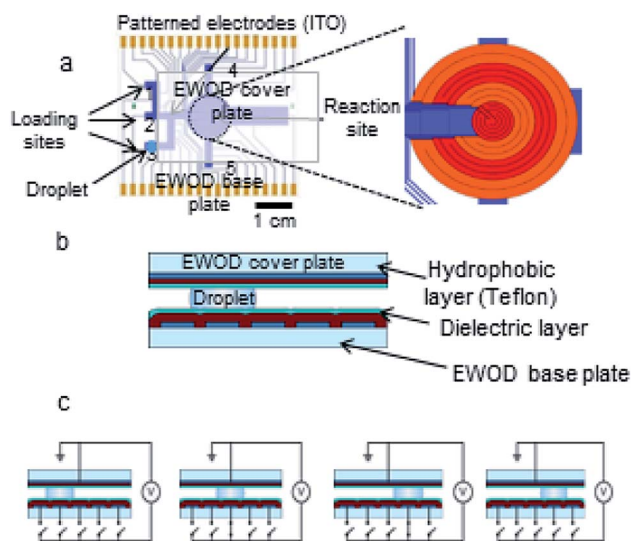 Patterned electrodes (ITO)
a
4
EWOD cover
plate
Reaction
site
Loading
sites
2
3
Droplet
5
EWOD base
plate
1 cm
b
EWOD cover plate
Hydrophobic
layer (Teflon)
Droplet
Dielectric layer
EWOD base plate
c
V
V
V
V